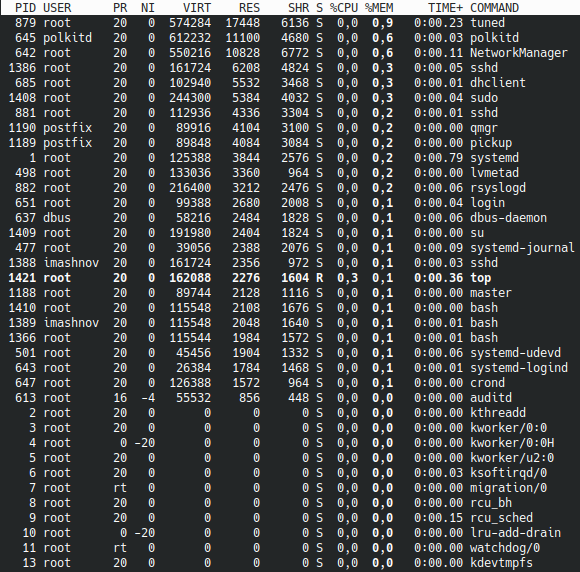 PID USER PR NI VIRT RES SHR S %CPU %MEM TIME+ COMMAND
879 root 20 0 574284 17448 6136 S 0,0 0,9 0:00.23 tuned
645 polkitd 20 0 612232 11100 4680 S 0,0 0,6 0:00.03 polkitd
642 root 20 0 550216 10828 6772 S 0,0 0,6 0:00.11 NetworkManager
1386 root 20 0 161724 6208 4824 S 0,0 0,3 0:00.05 sshd
685 root 20 0 102940 5532 3468 S 0,0 0,3 0:00.01 dhclient
1408 root 20 0 244300 5384 4032 S 0,0 0,3 0:00.04 sudo
881 root 20 0 112936 4336 3304 S 0,0 0,2 0:00.01 sshd
1190 postfix 20 0 89916 4104 3100 S 0,0 0,2 0:00.00 qmgr
1189 postfix 20 0 89848 4084 3084 S 0,0 0,2 0:00.00 pickup
1 root 20 0 125388 3844 2576 S 0,0 0,2 0:00.79 systemd
498 root 20 0 133036 3360 964 S 0,0 0,2 0:00.00 lvmetad
882 root 20 0 216400 3212 2476 S 0,0 0,2 0:00.06 rsyslogd
651 root 20 0 99388 2680 2008 S 0,0 0,1 0:00.04 login
637 dbus 20 0 58216 2484 1828 S 0,0 0,1 0:00.06 dbus-daemon
1409 root 20 0 191980 2404 1824 S 0,0 0,1 0:00.00 su
477 root 20 0 39056 2388 2076 S 0,0 0,1 0:00.09 systemd-journal
1388 imashnov 20 0 161724 2356 972 S 0,0 0,1 0:00.03 sshd
1421 root 20 0 162088 2276 1604 R 0,3 0,1 0:00.36 top
1188 root 20 0 89744 2128 1116 S 0,0 0,1 0:00.00 master
1410 root 20 0 115548 2108 1676 S 0,0 0,1 0:00.00 bash
1389 imashnov 20 0 115548 2048 1640 S 0,0 0,1 0:00.01 bash
1366 root 20 0 115544 1984 1572 S 0,0 0,1 0:00.01 bash
501 root 20 0 45456 1904 1332 S 0,0 0,1 0:00.06 systemd-udevd
643 root 20 0 26384 1784 1468 S 0,0 0,1 0:00.01 systemd-logind
647 root 20 0 126388 1572 964 S 0,0 0,1 0:00.00 crond
613 root 16 -4 55532 856 448 S 0,0 0,0 0:00.00 auditd
2 root 20 0 0 0 0 S 0,0 0,0 0:00.00 kthreadd
3 root 20 0 0 0 0 S 0,0 0,0 0:00.00 kworker/0:0
4 root 0 -20 0 0 0 S 0,0 0,0 0:00.00 kworker/0:0H
5 root 20 0 0 0 0 S 0,0 0,0 0:00.00 kworker/u2:0
6 root 20 0 0 0 0 S 0,0 0,0 0:00.03 ksoftirqd/0
7 root rt 0 0 0 0 S 0,0 0,0 0:00.00 migration/0
8 root 20 0 0 0 0 S 0,0 0,0 0:00.00 rcu_bh
9 root 20 0 0 0 0 S 0,0 0,0 0:00.15 rcu_sched
10 root 0 -20 0 0 0 S 0,0 0,0 0:00.00 lru-add-drain
11 root rt 0 0 0 0 S 0,0 0,0 0:00.00 watchdog/0
13 root 20 0 0 0 0 S 0,0 0,0 0:00.00 kdevtmpfs